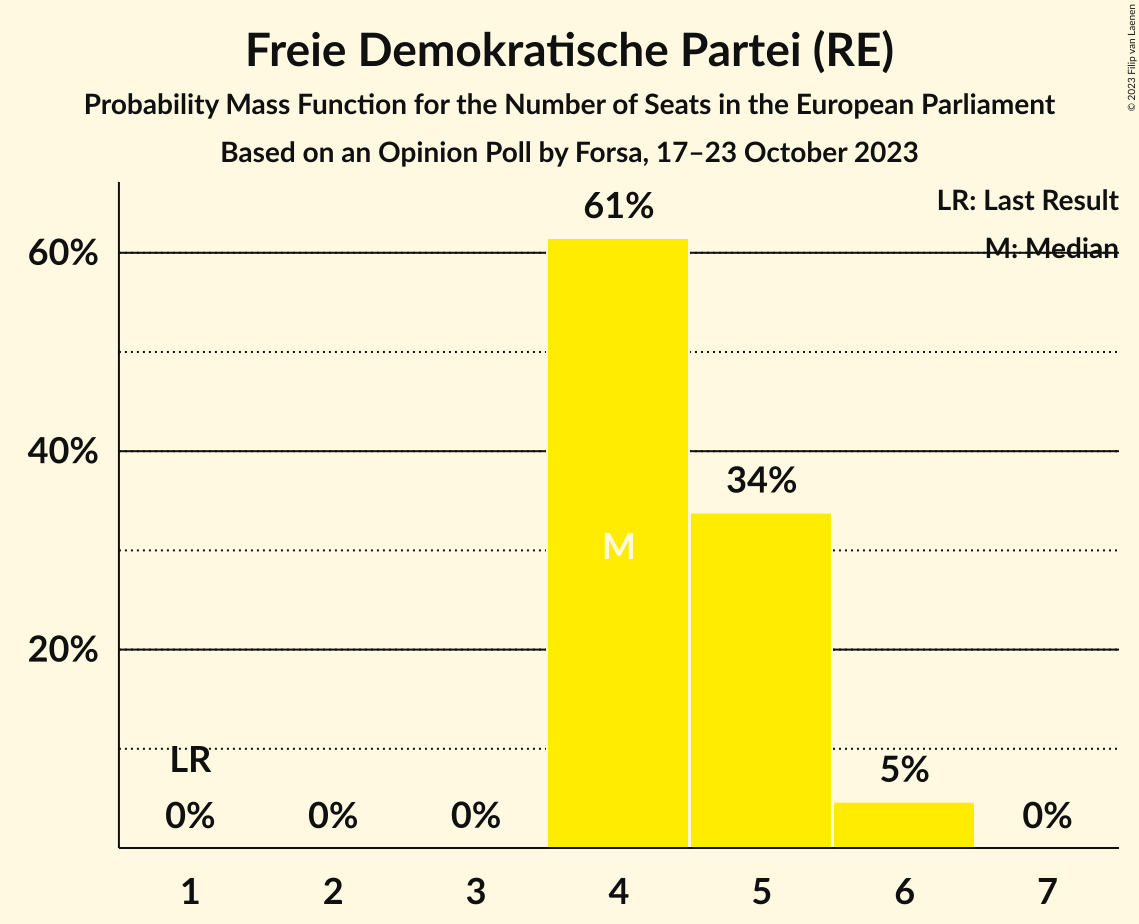 Freie Demokratische Partei (RE)
Probability Mass Function for the Number of Seats in the European Parliament
Based on an Opinion Poll by Forsa, 17–23 October 2023
© 2023 Filip van Laenen
LR: Last Result
M: Median
60%
40%
20%
61%
34%
M
LR
5%
0%
0%
0%
0%
1
2
3
4
5
6
7